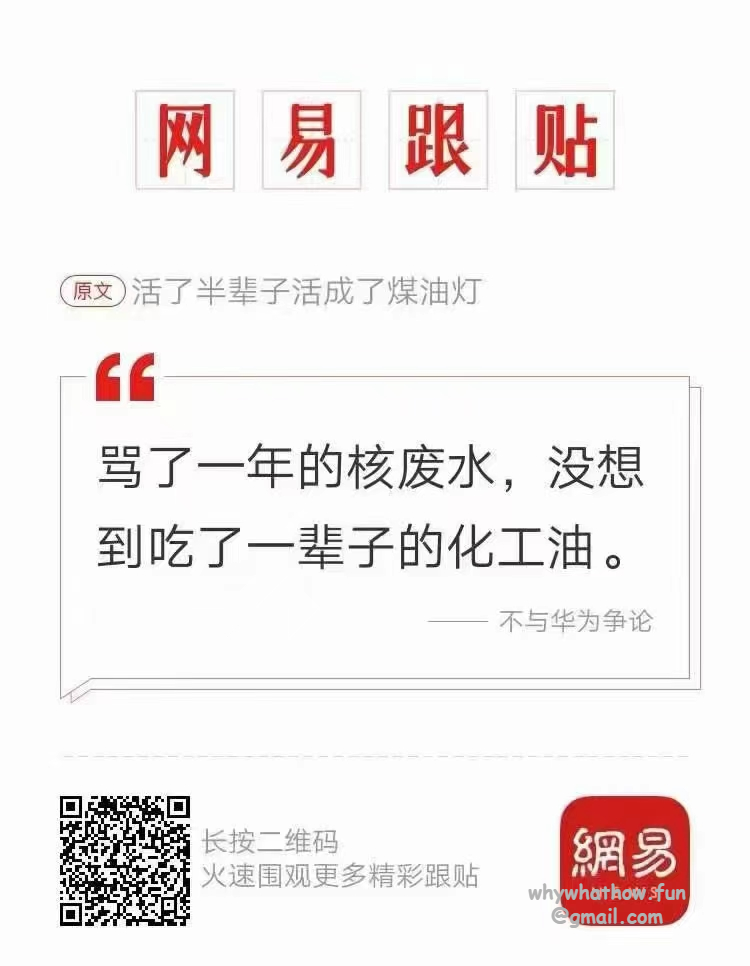 网易跟贴
原文 活了半辈子活成了煤油灯
骂了一年的核废水，没想
到吃了一辈子的化工油。
—— 不与华为争论
长按二维码
火速围观更多精彩跟贴
網易
whywhathow.fun
@gmail.com